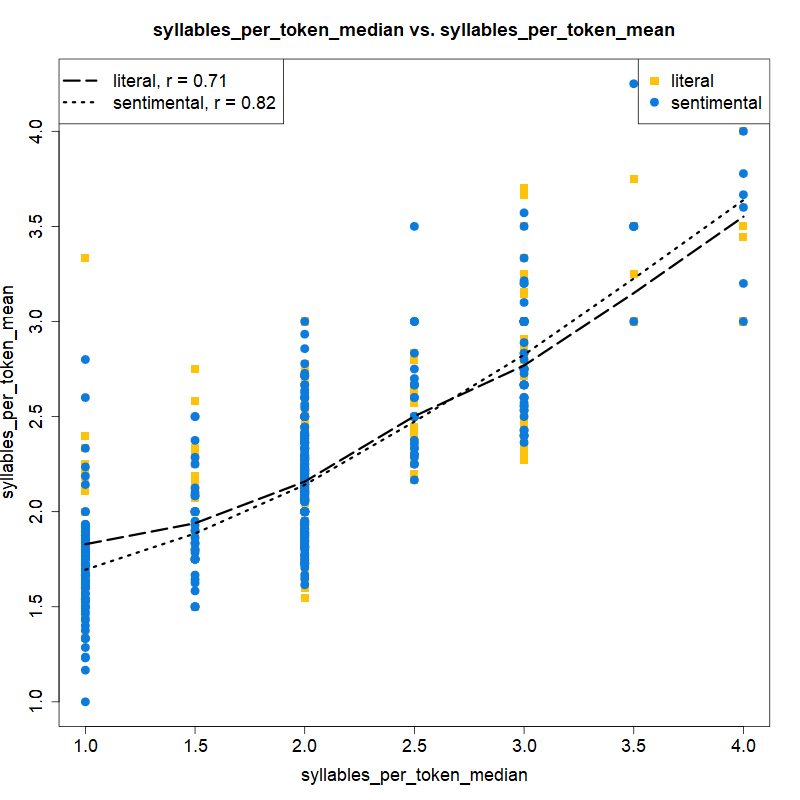 syllables_per_token_median vs. syllables_per_token_mean
literal, r = 0.71
sentimental, r = 0.82
literal
sentimental
syllables_per_token_mean
4.0
3.5
3.0
2.5
2.0
1.5
1.0
1.0 1.5 2.0 2.5 3.0 3.5 4.0
syllables_per_token_median